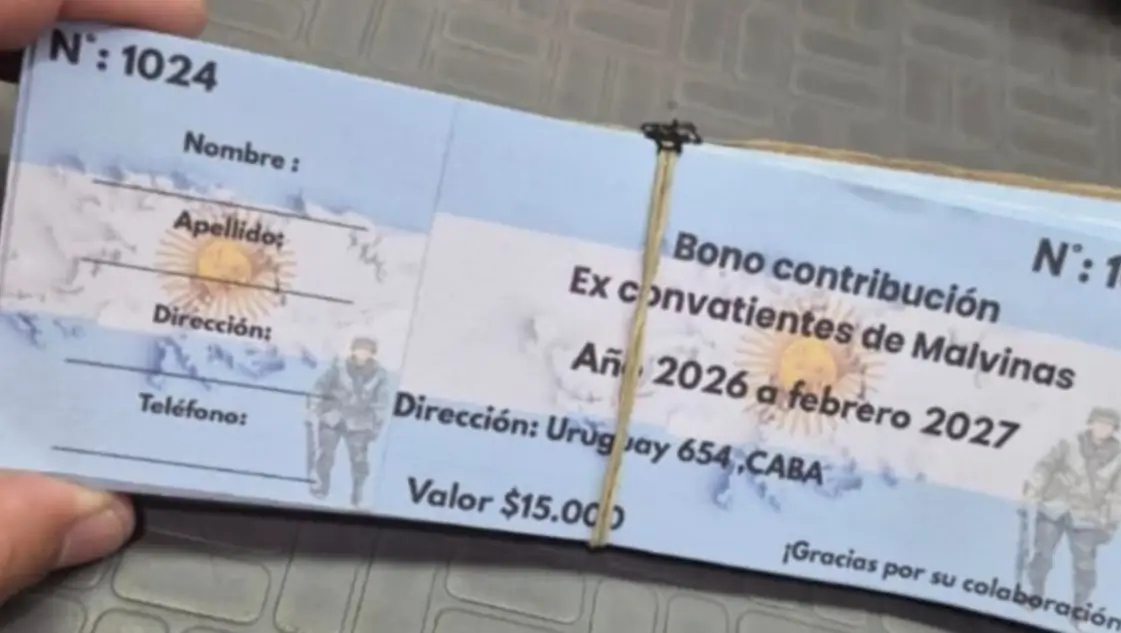 N°: 1024
Nombre :
Apellido:
Dirección:
Teléfono:
N°: 1
Bono contribución
Ex convatientes de Malvinas
Año 2026 a febrero 2027
Dirección: Uruguay 654 ,CABA
Valor $15.000
¡Gracias por su colaboración